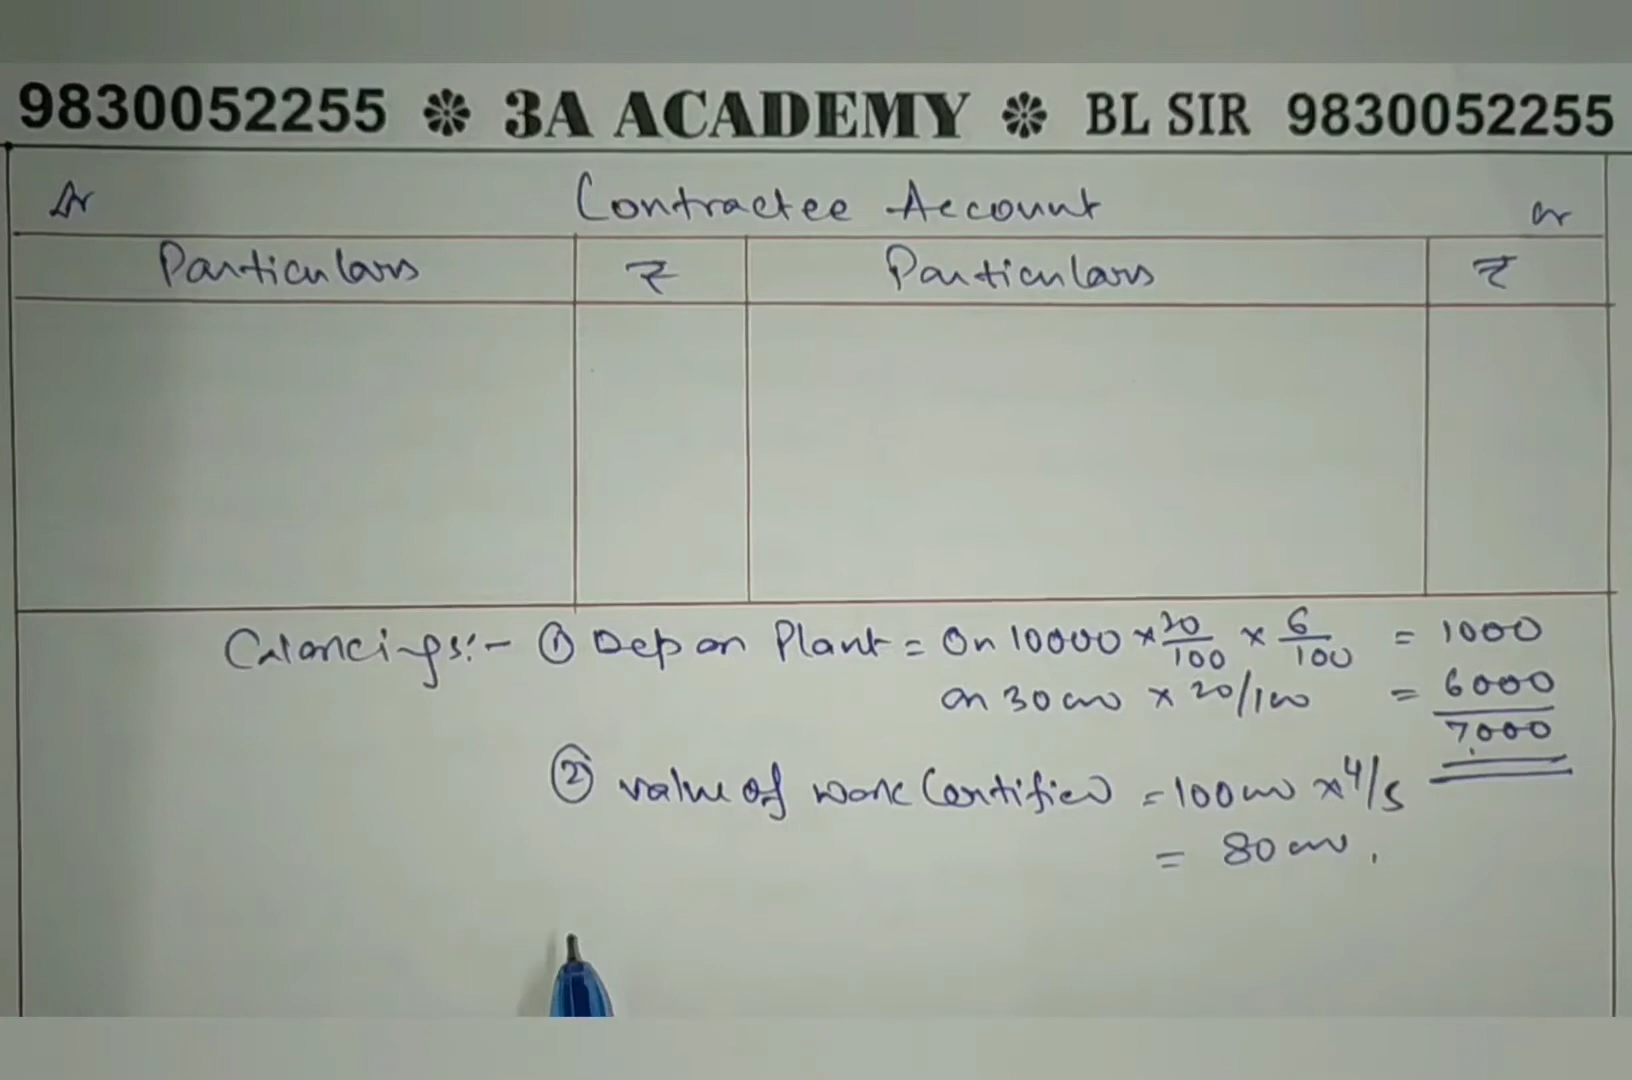 9830052255 ❋ 3A ACADEMY ❋ BL SIR 9830052255
Dr Contractee Account Cr
Particulars ₹ Particulars ₹
① Dep on Plant = On 10000 × 20/100 × 6/100 = 1000
on 30000 × 20/100 = 6000
7000
② Value of work Certified = 100000 × 4/5
= 80000.